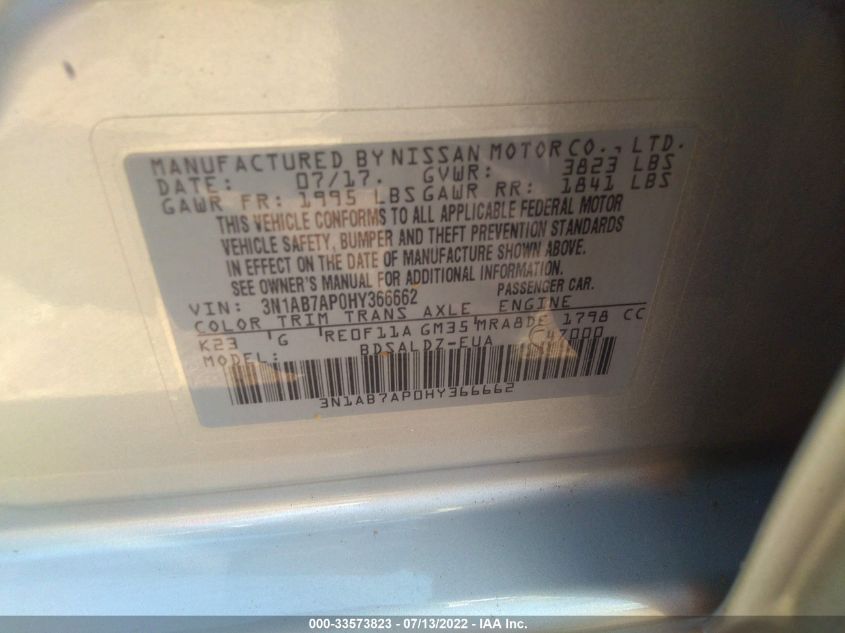 MANUFACTURED BY NISSAN MOTOR CO., LTD.
DATE: 07/17. GVWR: 3823 LBS
GAWR FR: 1995 LBS GAWR RR: 1841 LBS
THIS VEHICLE CONFORMS TO ALL APPLICABLE FEDERAL MOTOR
VEHICLE SAFETY, BUMPER AND THEFT PREVENTION STANDARDS
IN EFFECT ON THE DATE OF MANUFACTURE SHOWN ABOVE.
SEE OWNER'S MANUAL FOR ADDITIONAL INFORMATION.
VIN: 3N1AB7AP0HY366662 PASSENGER CAR.
COLOR TRIM TRANS AXLE ENGINE
K23 G RE0F11A GM35 MRA8DE 1798 CC
MODEL: BDSALDZ-EUA 47000
3N1AB7AP0HY366662
000-33573823 - 07/13/2022 - IAA Inc.